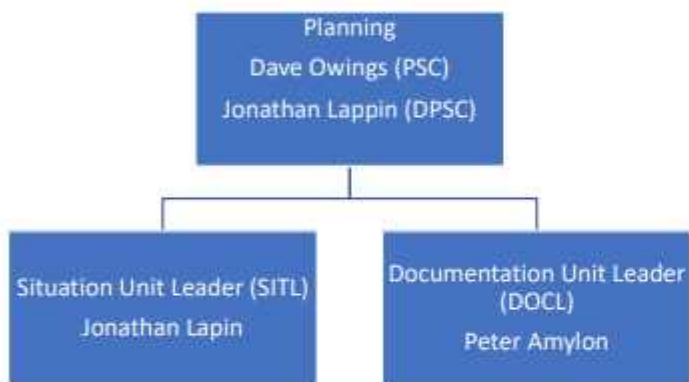 Planning
Dave Owings (PSC)
Jonathan Lappin (DPSC)
Situation Unit Leader (SITL)
Jonathan Lapin
Documentation Unit Leader
(DOCL)
Peter Amylon